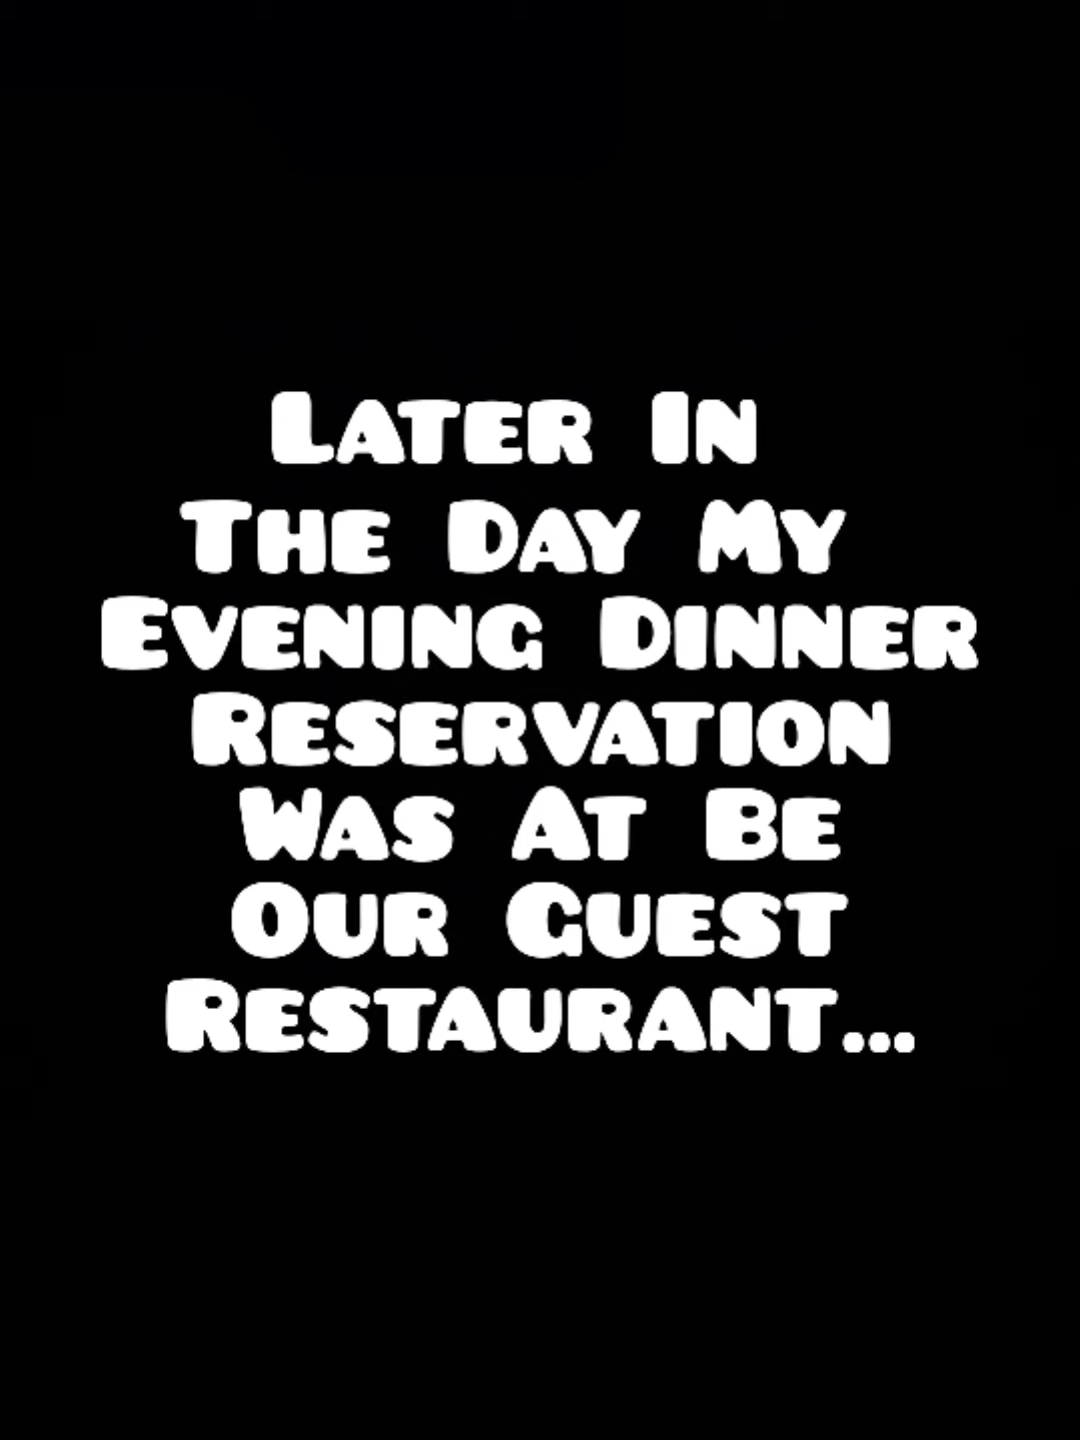 Later In
The Day My
Evening Dinner
Reservation
Was At Be
Our Guest
Restaurant...